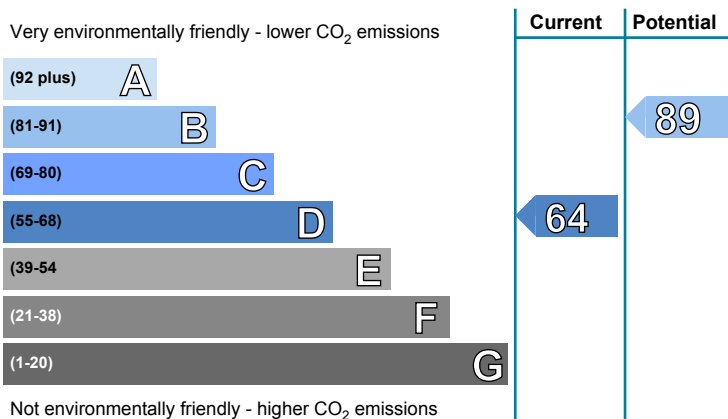 Current Potential
Very environmentally friendly - lower CO2 emissions
(92 plus) A
(81-91) B
89
(69-80) C
(55-68) D
64
(39-54 E
(21-38) F
(1-20) G
Not environmentally friendly - higher CO2 emissions